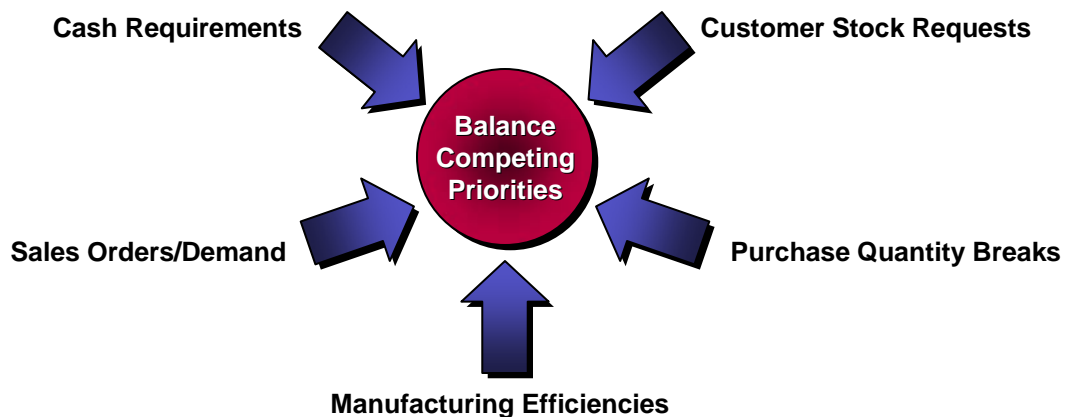 Cash Requirements
Customer Stock Requests
Balance
Competing
Priorities
Sales Orders/Demand
Purchase Quantity Breaks
Manufacturing Efficiencies